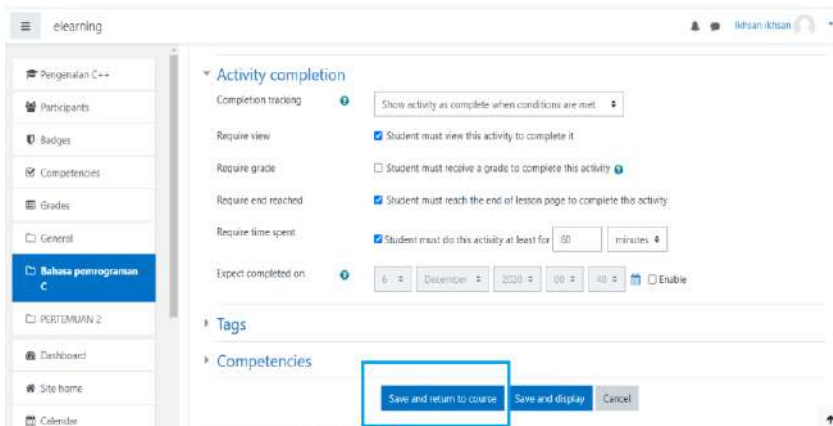 elearning
Ikhsan ikhsan
Pengenalan C++
Participants
Badges
Competencies
Grades
General
Bahasa pemrograman C
PERTEMUAN 2
Dashboard
Site home
Calendar
Activity completion
Completion tracking
Show activity as complete when conditions are met
Require view
Student must view this activity to complete it
Require grade
Student must receive a grade to complete this activity
Require end reached
Student must reach the end of lesson page to complete this activity
Require time spent
Student must do this activity at least for 60 minutes
Expect completed on
6 December 2020 00 Enable
Tags
Competencies
Save and return to course Save and display Cancel